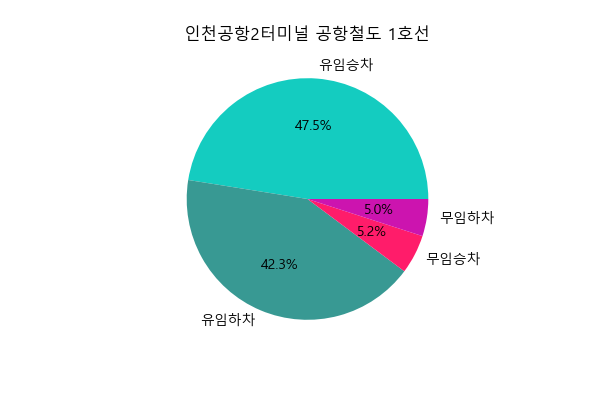 인천공항2터미널 공항철도 1호선
유임승차
47.5%
5.0%
무임하차
5.2%
무임승차
42.3%
유임하차